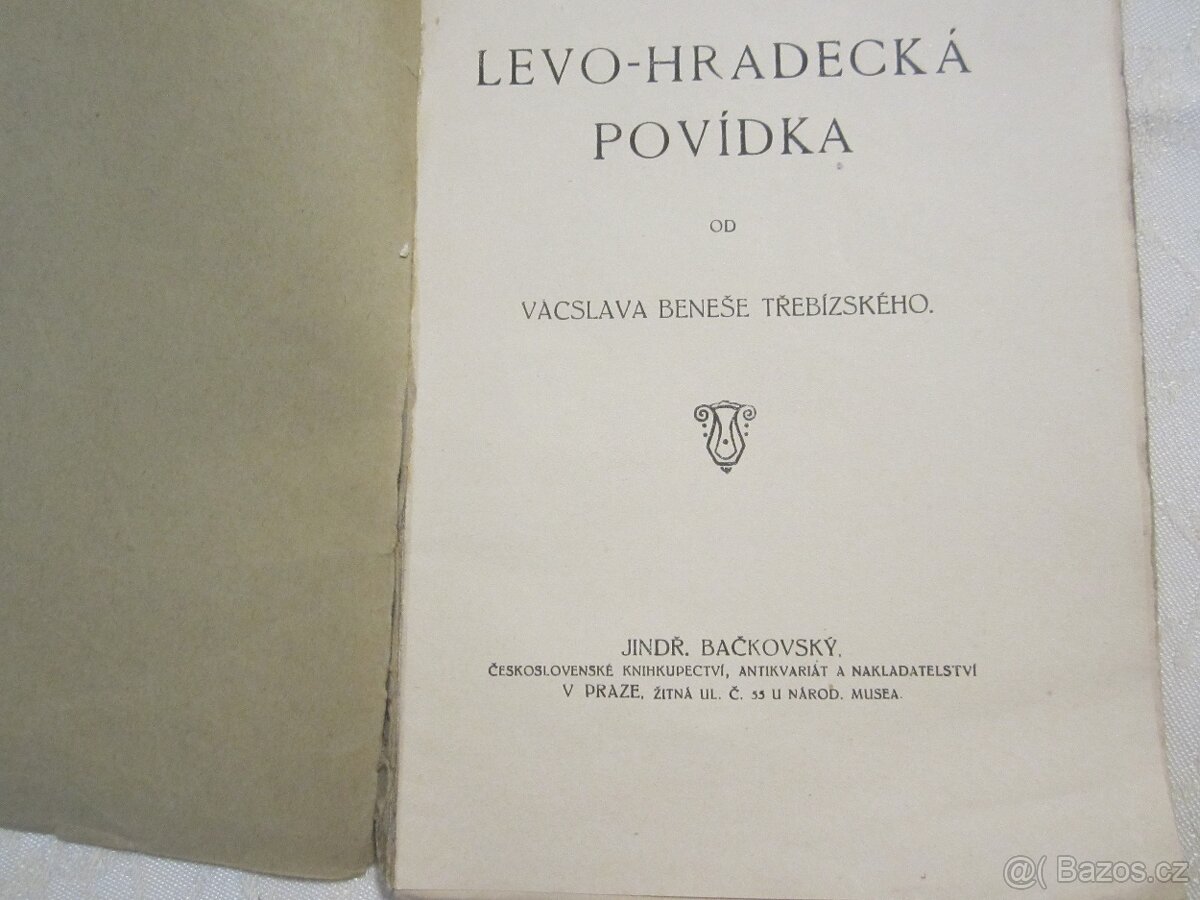 LEVO-HRADECKÁ
POVÍDKA
OD
VÁCSLAVA BENEŠE TŘEBÍZSKÉHO.
JINDŘ. BAČKOVSKÝ,
ČESKOSLOVENSKÉ KNIHKUPECTVÍ, ANTIKVARIÁT A NAKLADATELSTVÍ
V PRAZE, ŽITNÁ UL. Č. 55 U NÁROD. MUSEA.
@( Bazos.cz